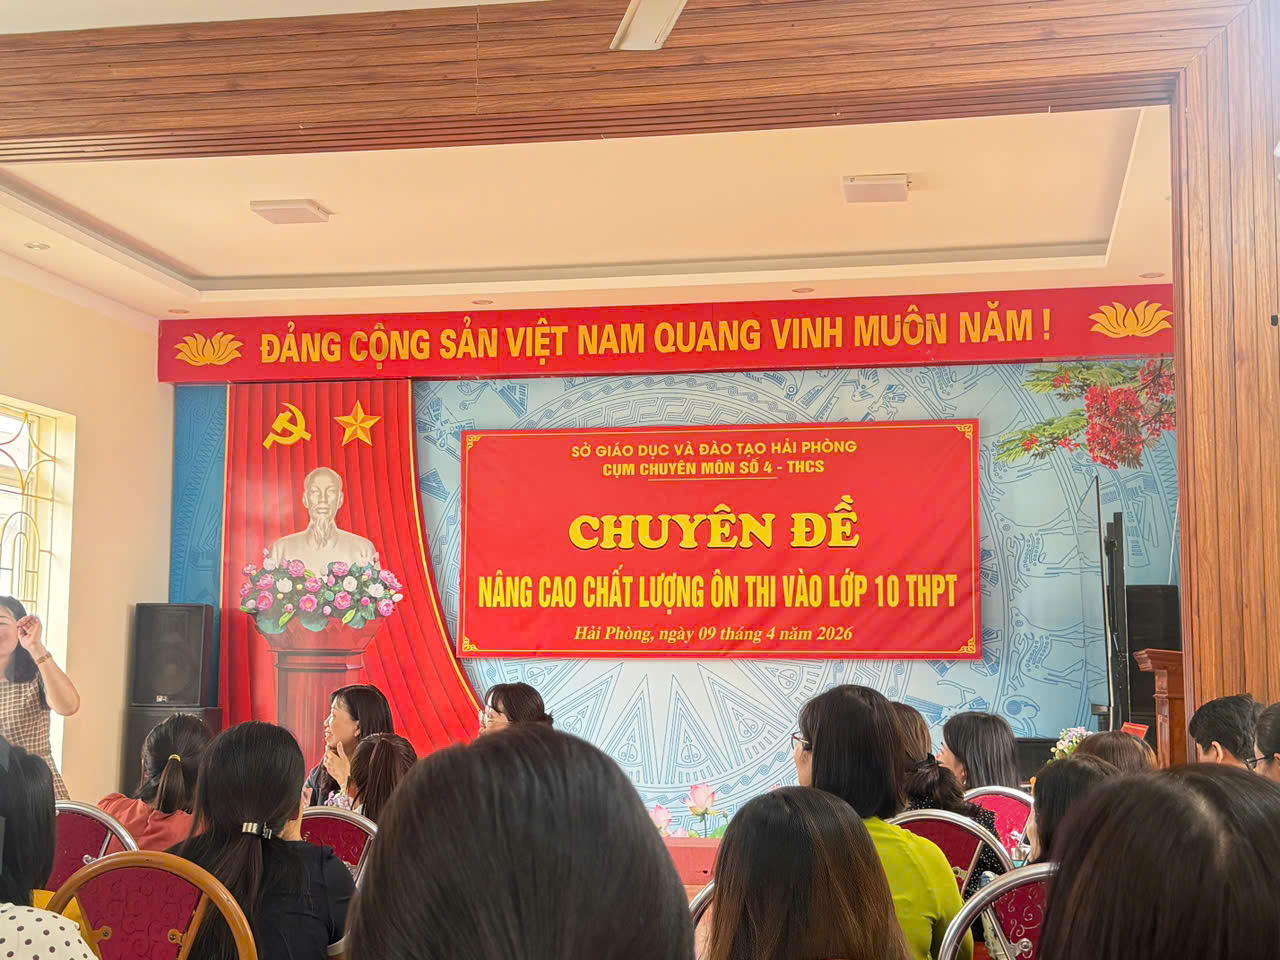 ĐẢNG CỘNG SẢN VIỆT NAM QUANG VINH MUÔN NĂM !
SỞ GIÁO DỤC VÀ ĐÀO TẠO HẢI PHÒNG
CỤM CHUYÊN MÔN SỐ 4 - THCS
CHUYÊN ĐỀ
NÂNG CAO CHẤT LƯỢNG ÔN THI VÀO LỚP 10 THPT
Hải Phòng, ngày 09 tháng 4 năm 2026